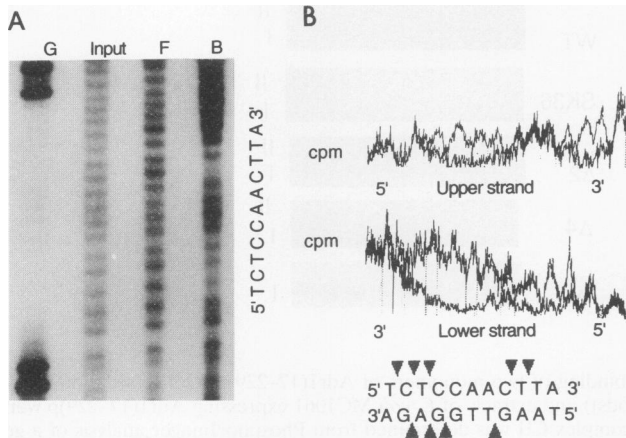 A
G Input F B
5'TCTCCAACTTA3'
B
cpm
5' Upper strand 3'
cpm
3' Lower strand 5'
5'TCTCCAACTTA 3'
3'AGAGGTTGAAT5'